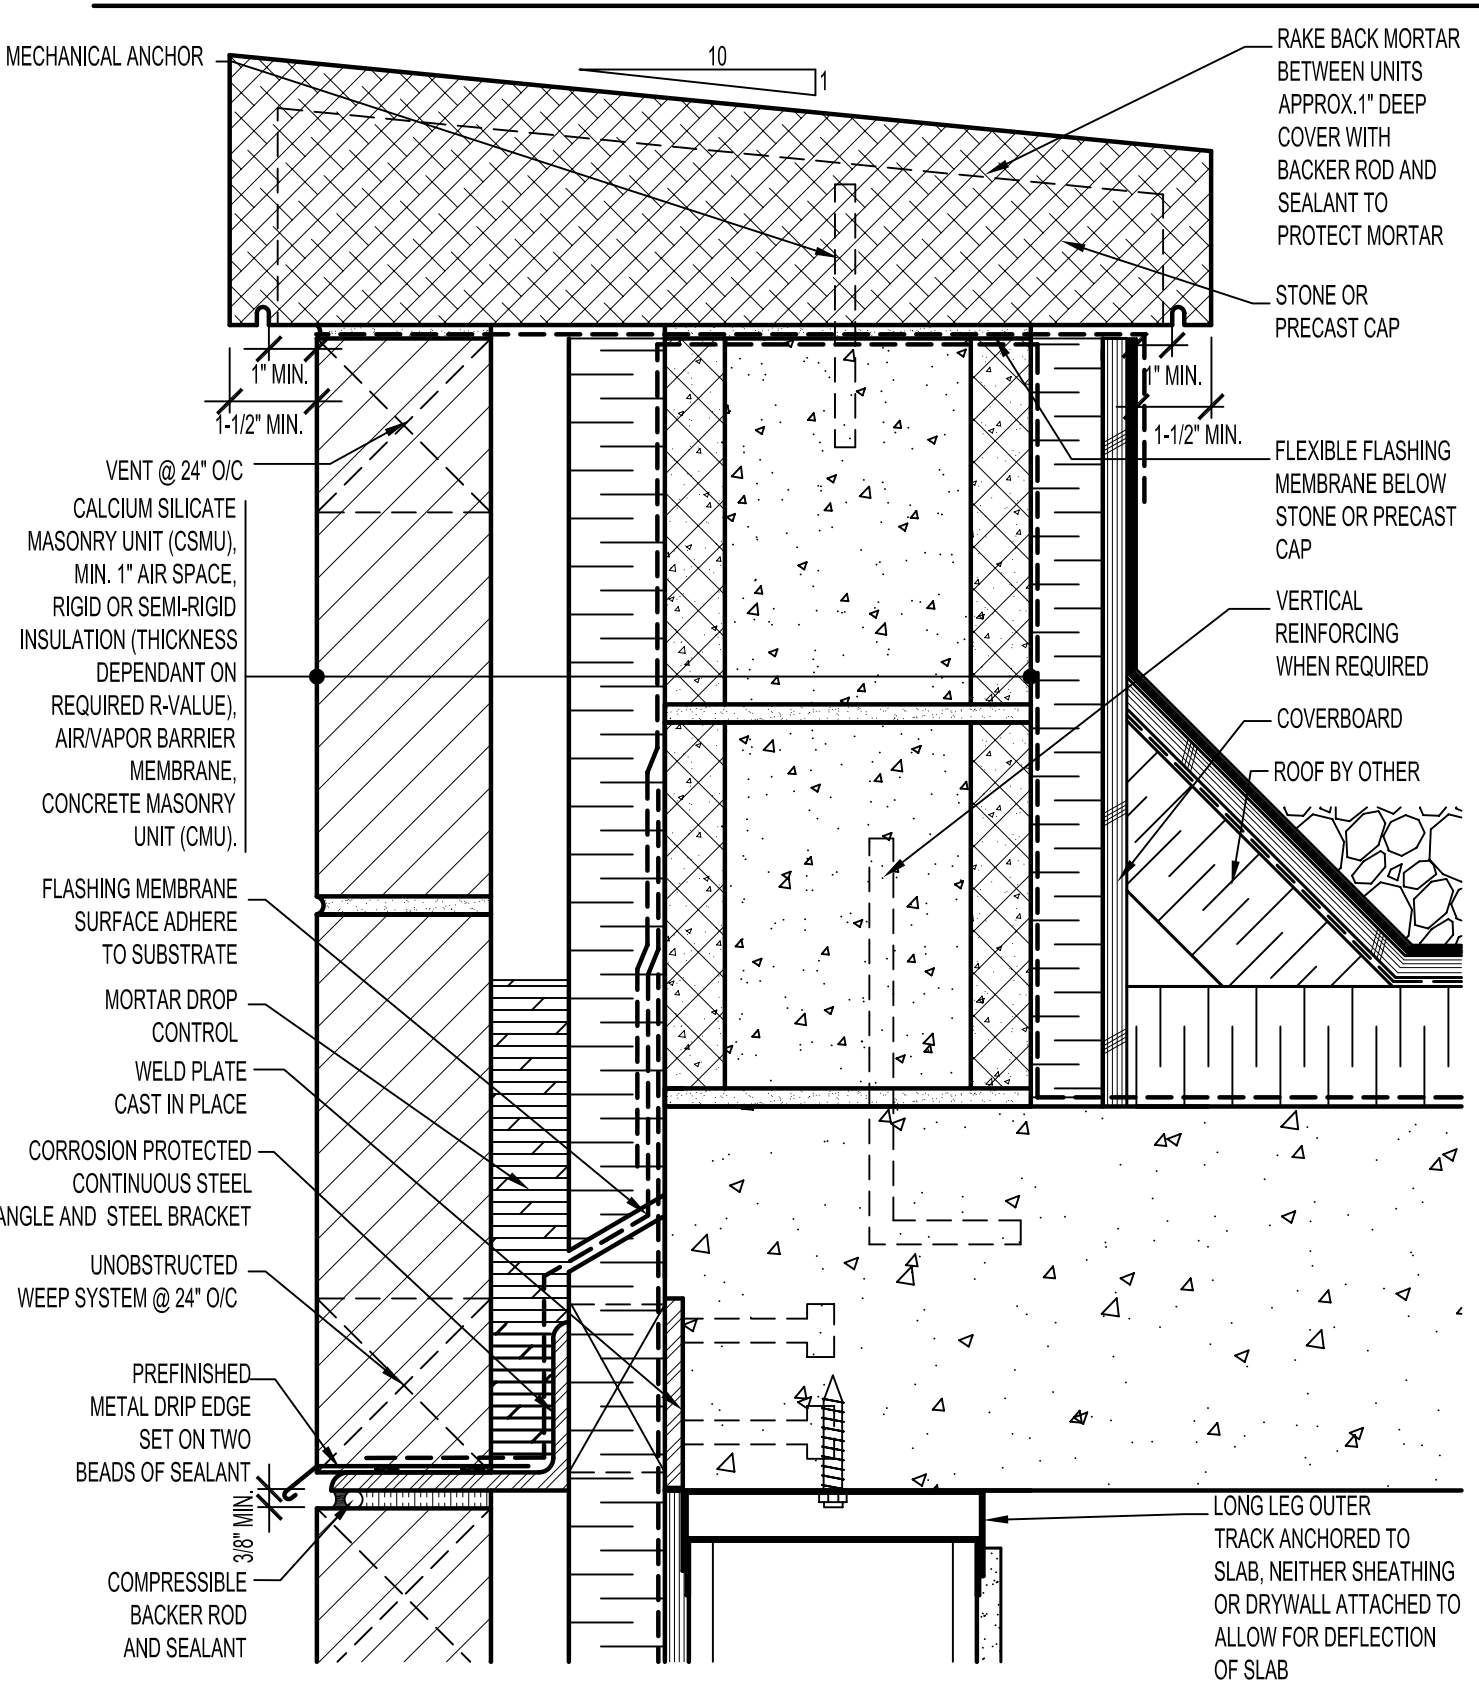 MECHANICAL ANCHOR
10
1
RAKE BACK MORTAR
BETWEEN UNITS
APPROX.1" DEEP
COVER WITH
BACKER ROD AND
SEALANT TO
PROTECT MORTAR
STONE OR
PRECAST CAP
1" MIN.
1-1/2" MIN.
1" MIN.
1-1/2" MIN.
VENT @ 24" O/C
CALCIUM SILICATE
MASONRY UNIT (CSMU),
MIN. 1" AIR SPACE,
RIGID OR SEMI-RIGID
INSULATION (THICKNESS
DEPENDANT ON
REQUIRED R-VALUE),
AIR/VAPOR BARRIER
MEMBRANE,
CONCRETE MASONRY
UNIT (CMU).
FLEXIBLE FLASHING
MEMBRANE BELOW
STONE OR PRECAST
CAP
VERTICAL
REINFORCING
WHEN REQUIRED
COVERBOARD
ROOF BY OTHER
FLASHING MEMBRANE
SURFACE ADHERE
TO SUBSTRATE
MORTAR DROP
CONTROL
WELD PLATE
CAST IN PLACE
CORROSION PROTECTED
CONTINUOUS STEEL
ANGLE AND STEEL BRACKET
UNOBSTRUCTED
WEEP SYSTEM @ 24" O/C
PREFINISHED
METAL DRIP EDGE
SET ON TWO
BEADS OF SEALANT
3/8" MIN.
COMPRESSIBLE
BACKER ROD
AND SEALANT
LONG LEG OUTER
TRACK ANCHORED TO
SLAB, NEITHER SHEATHING
OR DRYWALL ATTACHED TO
ALLOW FOR DEFLECTION
OF SLAB